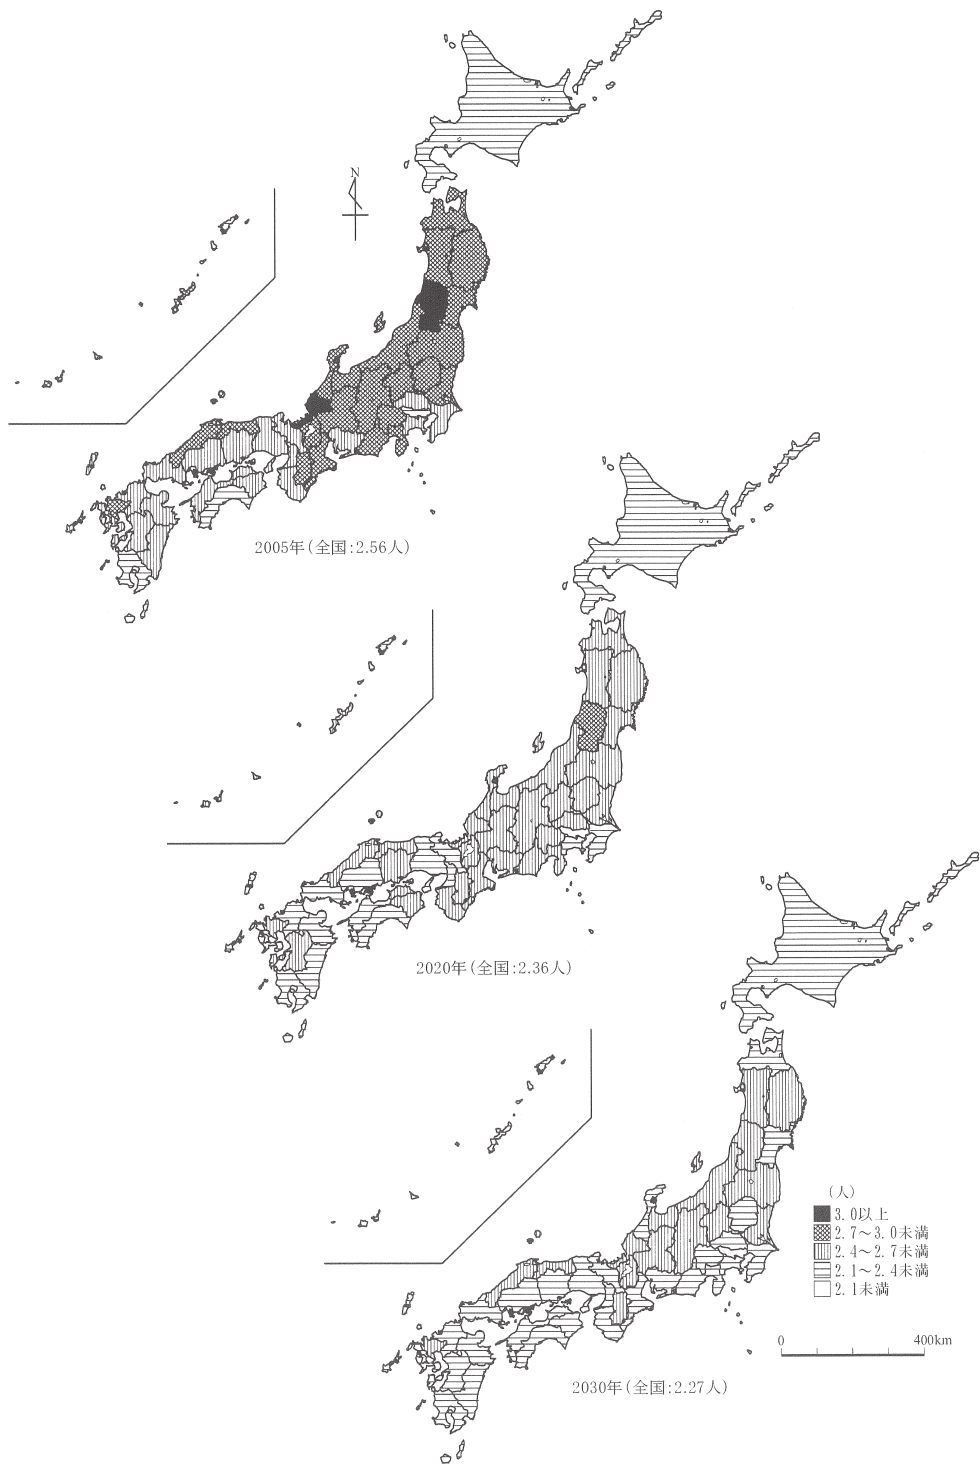 N
2005年(全国:2.56人)
2020年(全国:2.36人)
(人)
3.0以上
2.7〜3.0未満
2.4〜2.7未満
2.1〜2.4未満
2.1未満
0 400km
2030年(全国:2.27人)